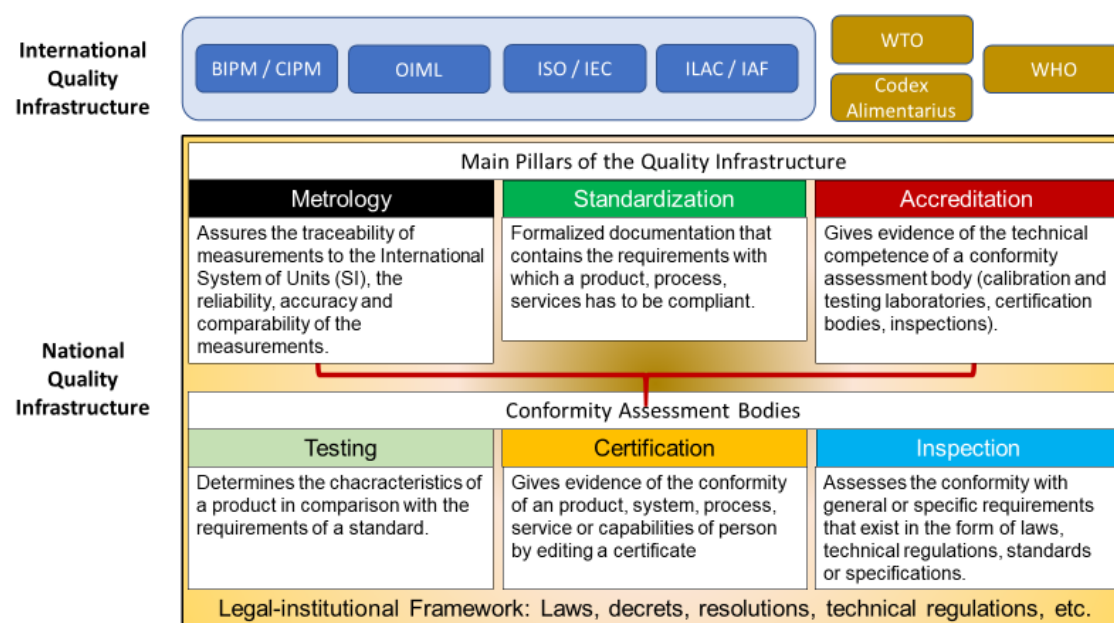 International
Quality
Infrastructure
BIPM / CIPM
OIML
ISO / IEC
ILAC / IAF
WTO
Codex
Alimentarius
WHO
Main Pillars of the Quality Infrastructure
Metrology
Assures the traceability of
measurements to the International
System of Units (SI), the
reliability, accuracy and
comparability of the
measurements.
Standardization
Formalized documentation that
contains the requirements with
which a product, process,
services has to be compliant.
Accreditation
Gives evidence of the technical
competence of a conformity
assessment body (calibration and
testing laboratories, certification
bodies, inspections).
National
Quality
Infrastructure
Conformity Assessment Bodies
Testing
Determines the chacracteristics of
a product in comparison with the
requirements of a standard.
Certification
Gives evidence of the conformity
of an product, system, process,
service or capabilities of person
by editing a certificate
Inspection
Assesses the conformity with
general or specific requirements
that exist in the form of laws,
technical regulations, standards
or specifications.
Legal-institutional Framework: Laws, decrets, resolutions, technical regulations, etc.